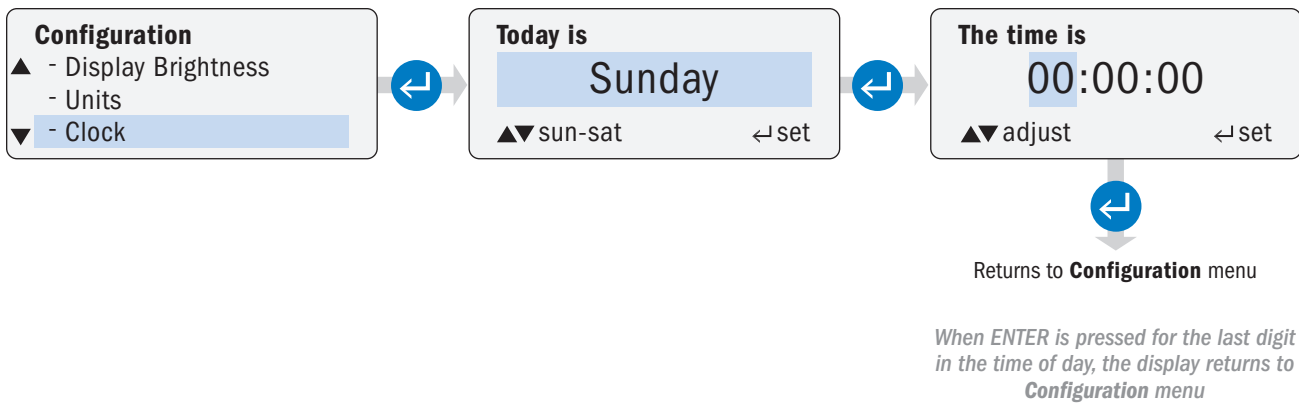 Configuration
▲ - Display Brightness
- Units
▼ - Clock
Today is
Sunday
▲▼ sun-sat ↵ set
The time is
00:00:00
▲▼ adjust ↵ set
Returns to Configuration menu
When ENTER is pressed for the last digit
in the time of day, the display returns to
Configuration menu